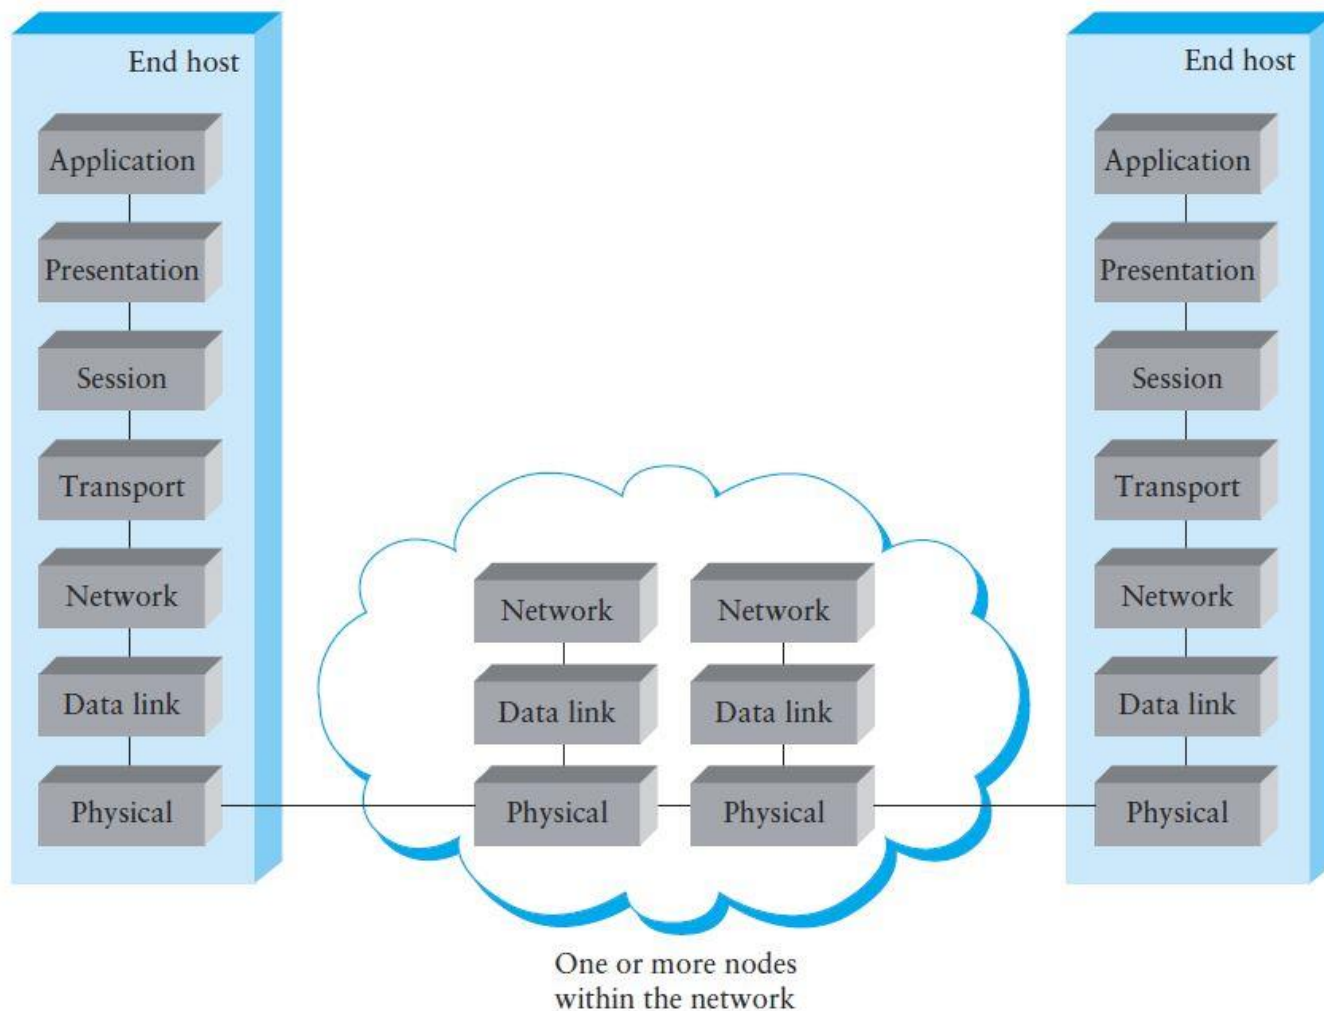 End host
Application
Presentation
Session
Transport
Network
Data link
Physical
Network
Data link
Physical
Network
Data link
Physical
One or more nodes
within the network
End host
Application
Presentation
Session
Transport
Network
Data link
Physical